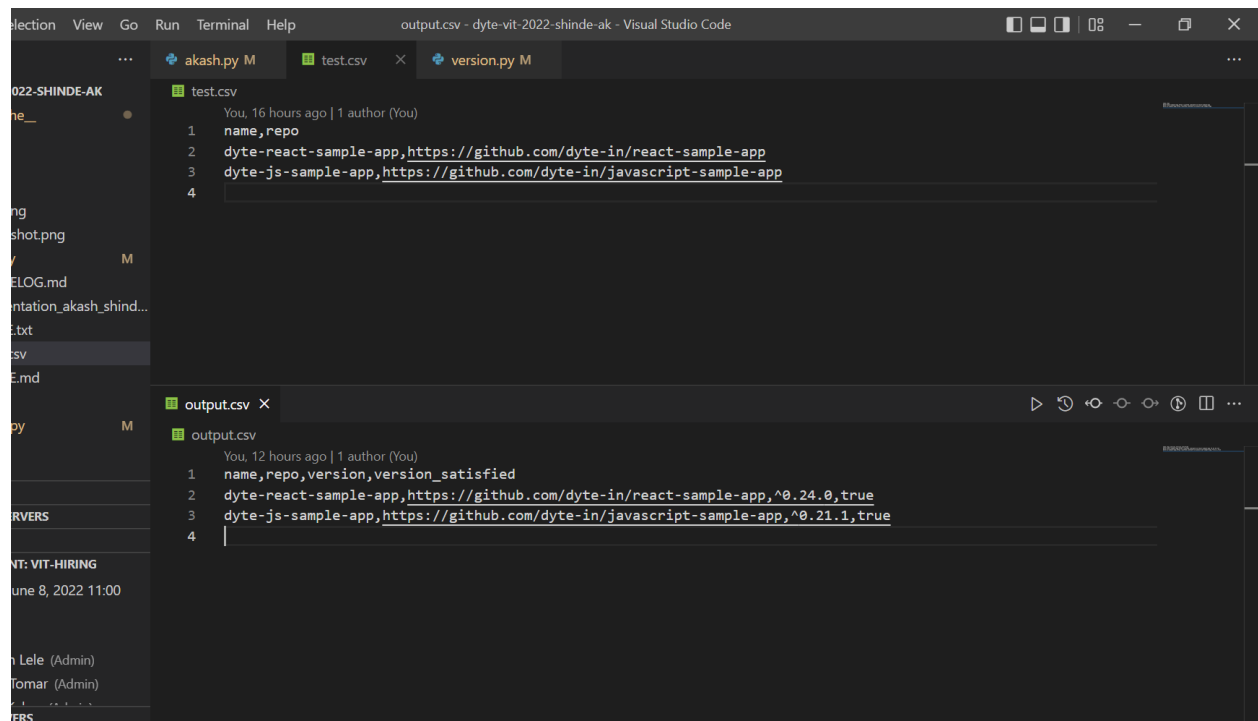 Selection View Go Run Terminal Help output.csv - dyte-vit-2022-shinde-ak - Visual Studio Code
akash.py M test.csv version.py M
022-SHINDE-AK
test.csv
You, 16 hours ago | 1 author (You)
1 name,repo
2 dyte-react-sample-app,https://github.com/dyte-in/react-sample-app
3 dyte-js-sample-app,https://github.com/dyte-in/javascript-sample-app
4
he__
ng
shot.png
y M
ELOG.md
entation_akash_shind...
E.txt
csv
E.md
py M
output.csv
output.csv
You, 12 hours ago | 1 author (You)
1 name,repo,version,version_satisfied
2 dyte-react-sample-app,https://github.com/dyte-in/react-sample-app,^0.24.0,true
3 dyte-js-sample-app,https://github.com/dyte-in/javascript-sample-app,^0.21.1,true
4
ERVERS
NT: VIT-HIRING
une 8, 2022 11:00
n Lele (Admin)
Tomar (Admin)
ERS